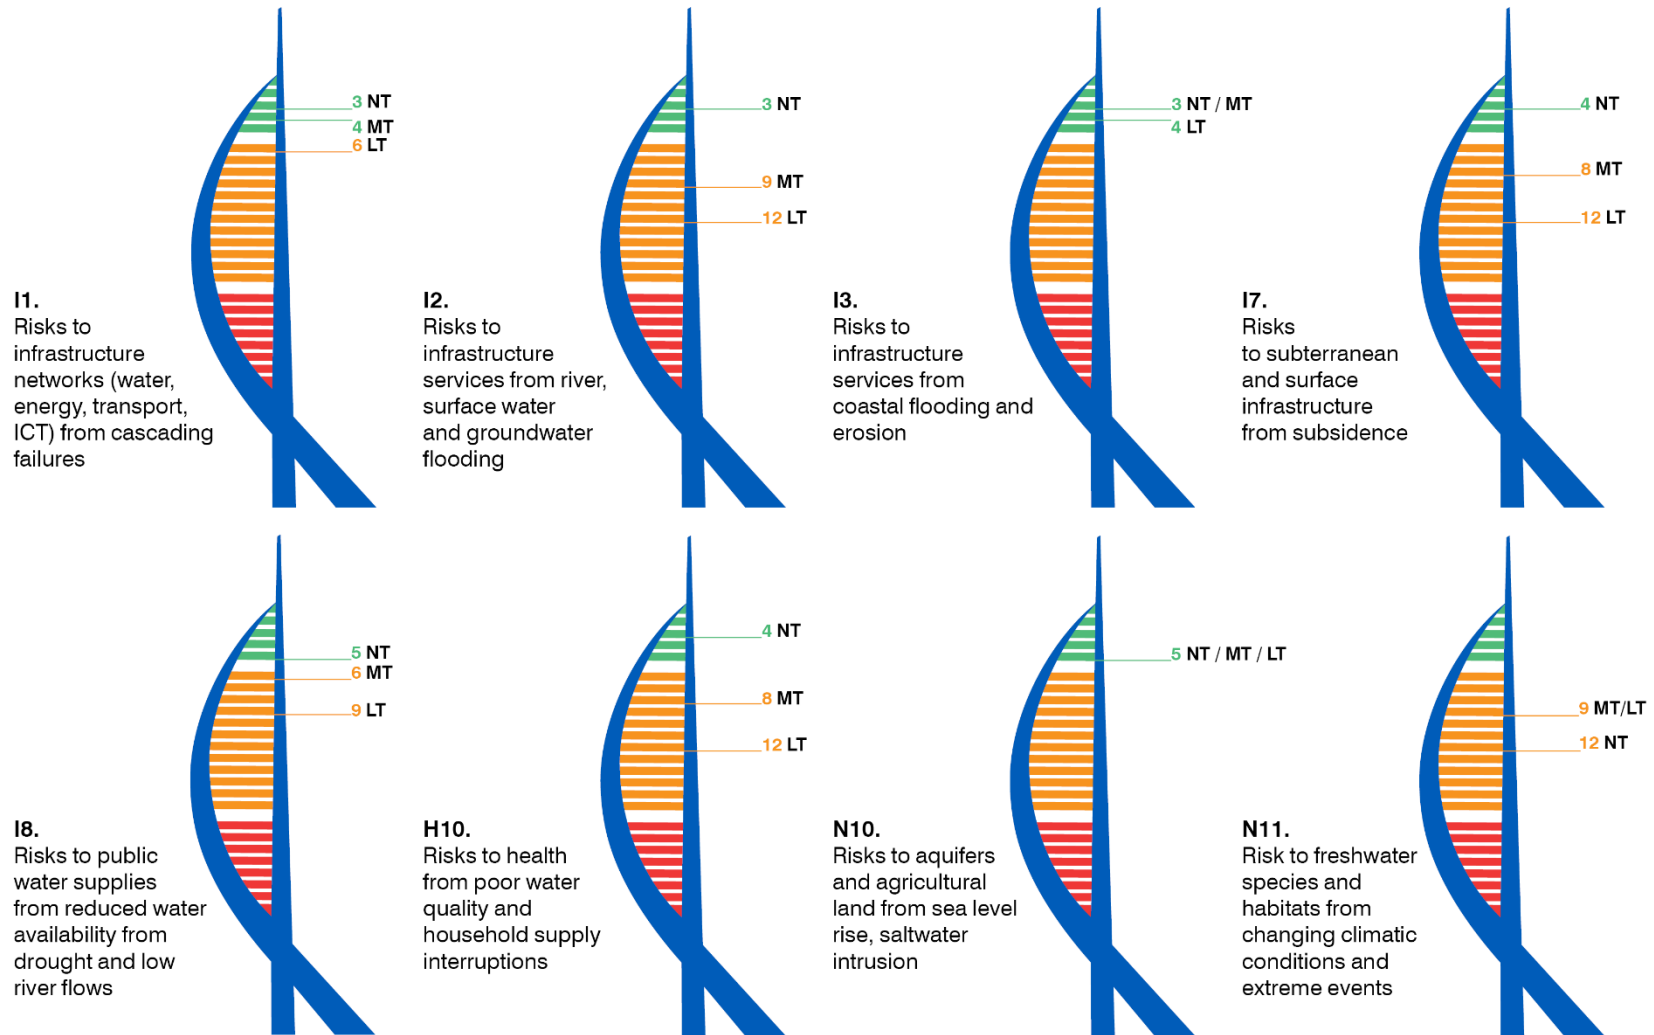 3 NT
4 MT
6 LT
I1.
Risks to
infrastructure
networks (water,
energy, transport,
ICT) from cascading
failures
3 NT
9 MT
12 LT
I2.
Risks to
infrastructure
services from river,
surface water
and groundwater
flooding
3 NT / MT
4 LT
I3.
Risks to
infrastructure
services from
coastal flooding and
erosion
4 NT
8 MT
12 LT
I7.
Risks
to subterranean
and surface
infrastructure
from subsidence
5 NT
6 MT
9 LT
I8.
Risks to public
water supplies
from reduced water
availability from
drought and low
river flows
4 NT
8 MT
12 LT
H10.
Risks to health
from poor water
quality and
household supply
interruptions
5 NT / MT / LT
N10.
Risks to aquifers
and agricultural
land from sea level
rise, saltwater
intrusion
9 MT/LT
12 NT
N11.
Risk to freshwater
species and
habitats from
changing climatic
conditions and
extreme events